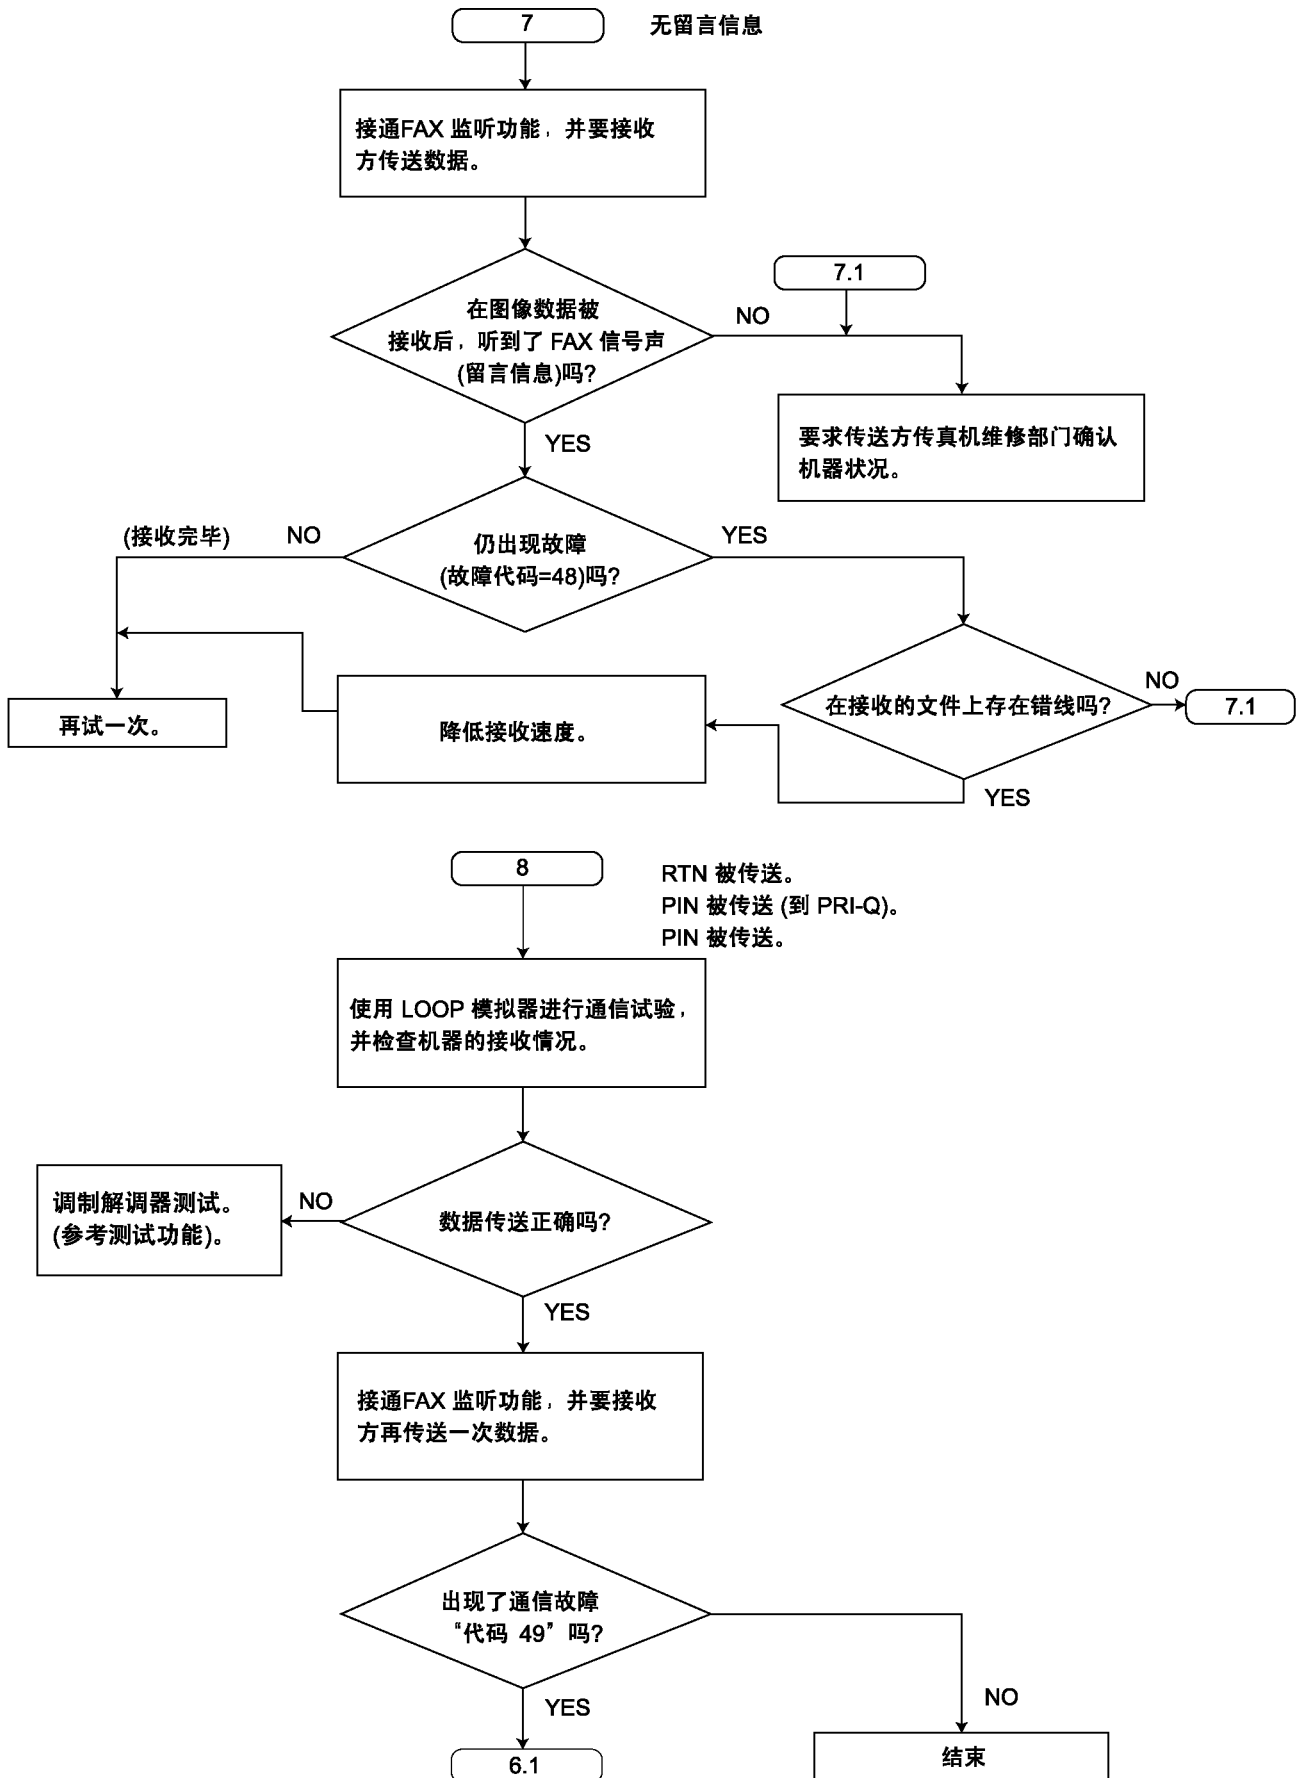 7
无留言信息
接通FAX 监听功能，并要接收
方传送数据。
7.1
在图像数据被
接收后，听到了 FAX 信号声
(留言信息)吗?
NO
YES
要求传送方传真机维修部门确认
机器状况。
(接收完毕)
NO
仍出现故障
(故障代码=48)吗?
YES
再试一次。
降低接收速度。
在接收的文件上存在错线吗?
NO
7.1
YES
8
RTN 被传送。
PIN 被传送 (到 PRI-Q)。
PIN 被传送。
使用 LOOP 模拟器进行通信试验，
并检查机器的接收情况。
调制解调器测试。
(参考测试功能)。
NO
数据传送正确吗?
YES
接通FAX 监听功能，并要接收
方再传送一次数据。
出现了通信故障
“代码 49”吗?
YES
NO
6.1
结束